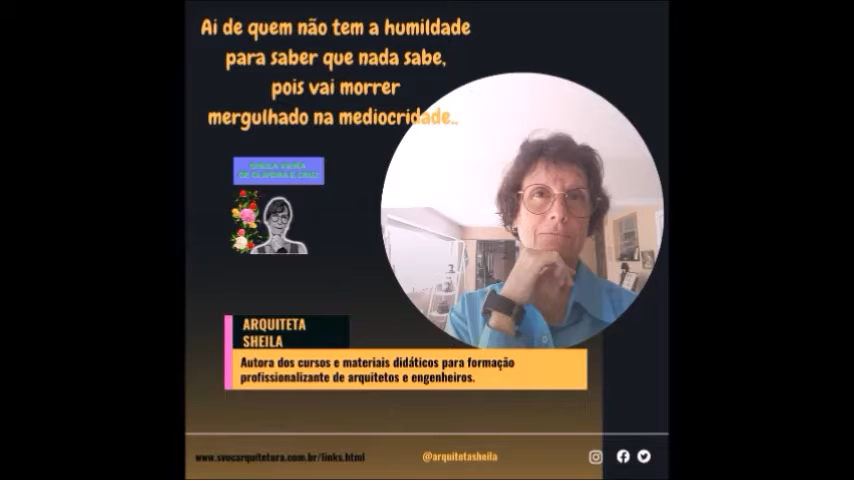 Ai de quem não tem a humildade
para saber que nada sabe,
pois vai morrer
mergulhado na mediocridade..
SHEILA VIEIRA
DE OLIVEIRA E CRUZ
ARQUITETA
SHEILA
Autora dos cursos e materiais didáticos para formação
profissionalizante de arquitetos e engenheiros.
www.svocarquitetura.com.br/links.html
@arquitetasheila